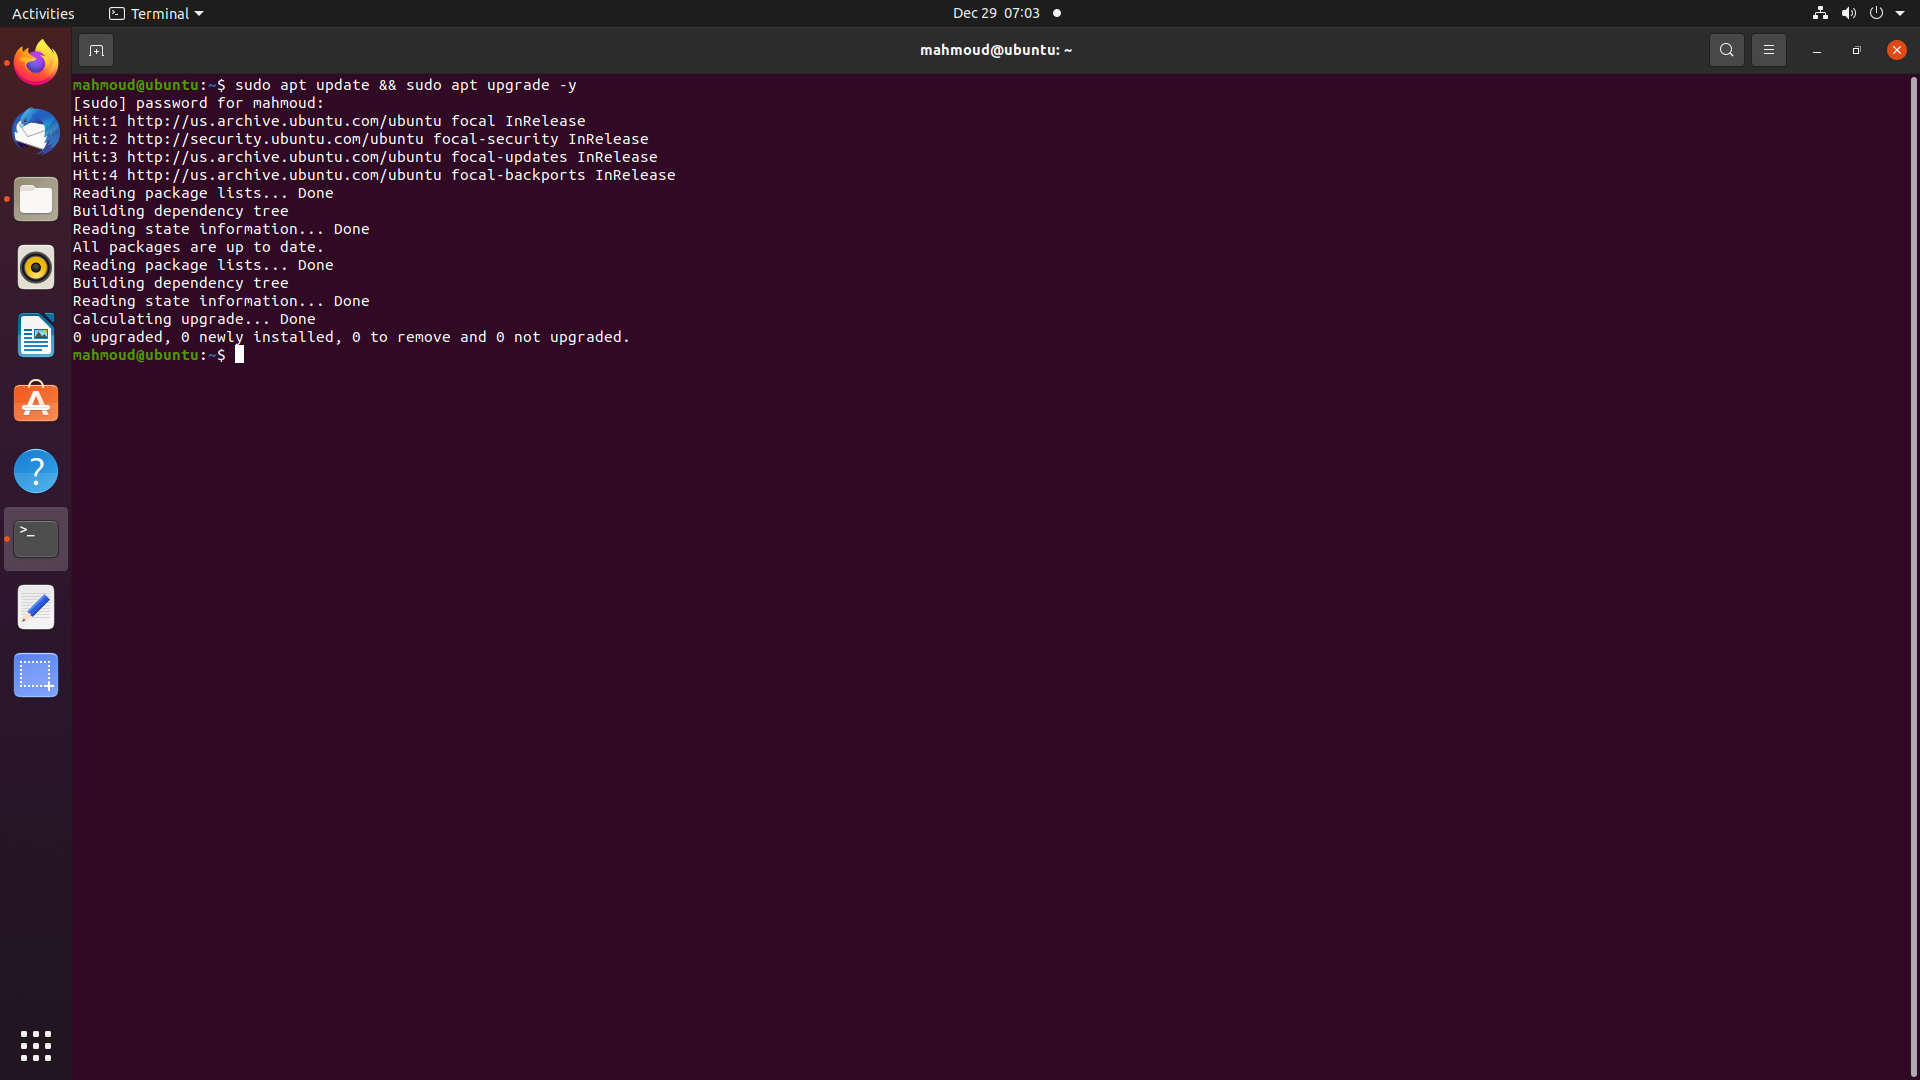 Activities
Terminal
Dec 29 07:03
mahmoud@ubuntu: ~
mahmoud@ubuntu:~$ sudo apt update && sudo apt upgrade -y
[sudo] password for mahmoud:
Hit:1 http://us.archive.ubuntu.com/ubuntu focal InRelease
Hit:2 http://security.ubuntu.com/ubuntu focal-security InRelease
Hit:3 http://us.archive.ubuntu.com/ubuntu focal-updates InRelease
Hit:4 http://us.archive.ubuntu.com/ubuntu focal-backports InRelease
Reading package lists... Done
Building dependency tree
Reading state information... Done
All packages are up to date.
Reading package lists... Done
Building dependency tree
Reading state information... Done
Calculating upgrade... Done
0 upgraded, 0 newly installed, 0 to remove and 0 not upgraded.
mahmoud@ubuntu:~$